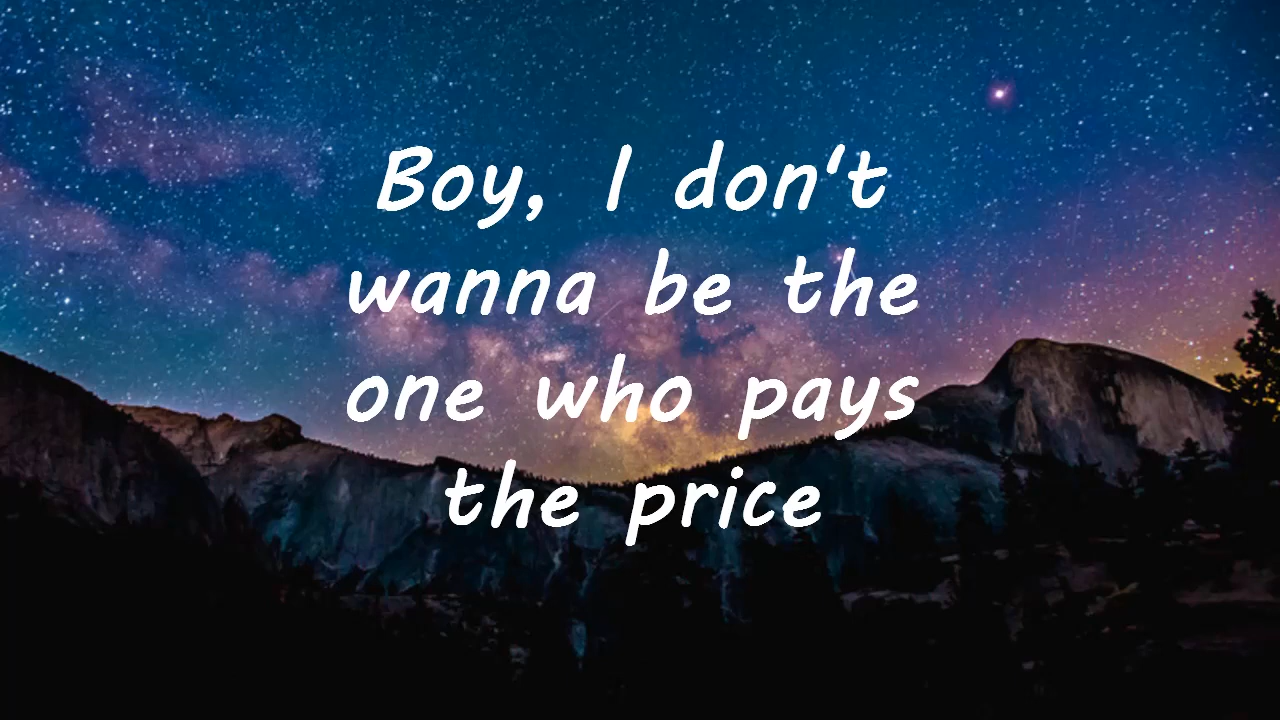 Boy, I don't
wanna be the
one who pays
the price